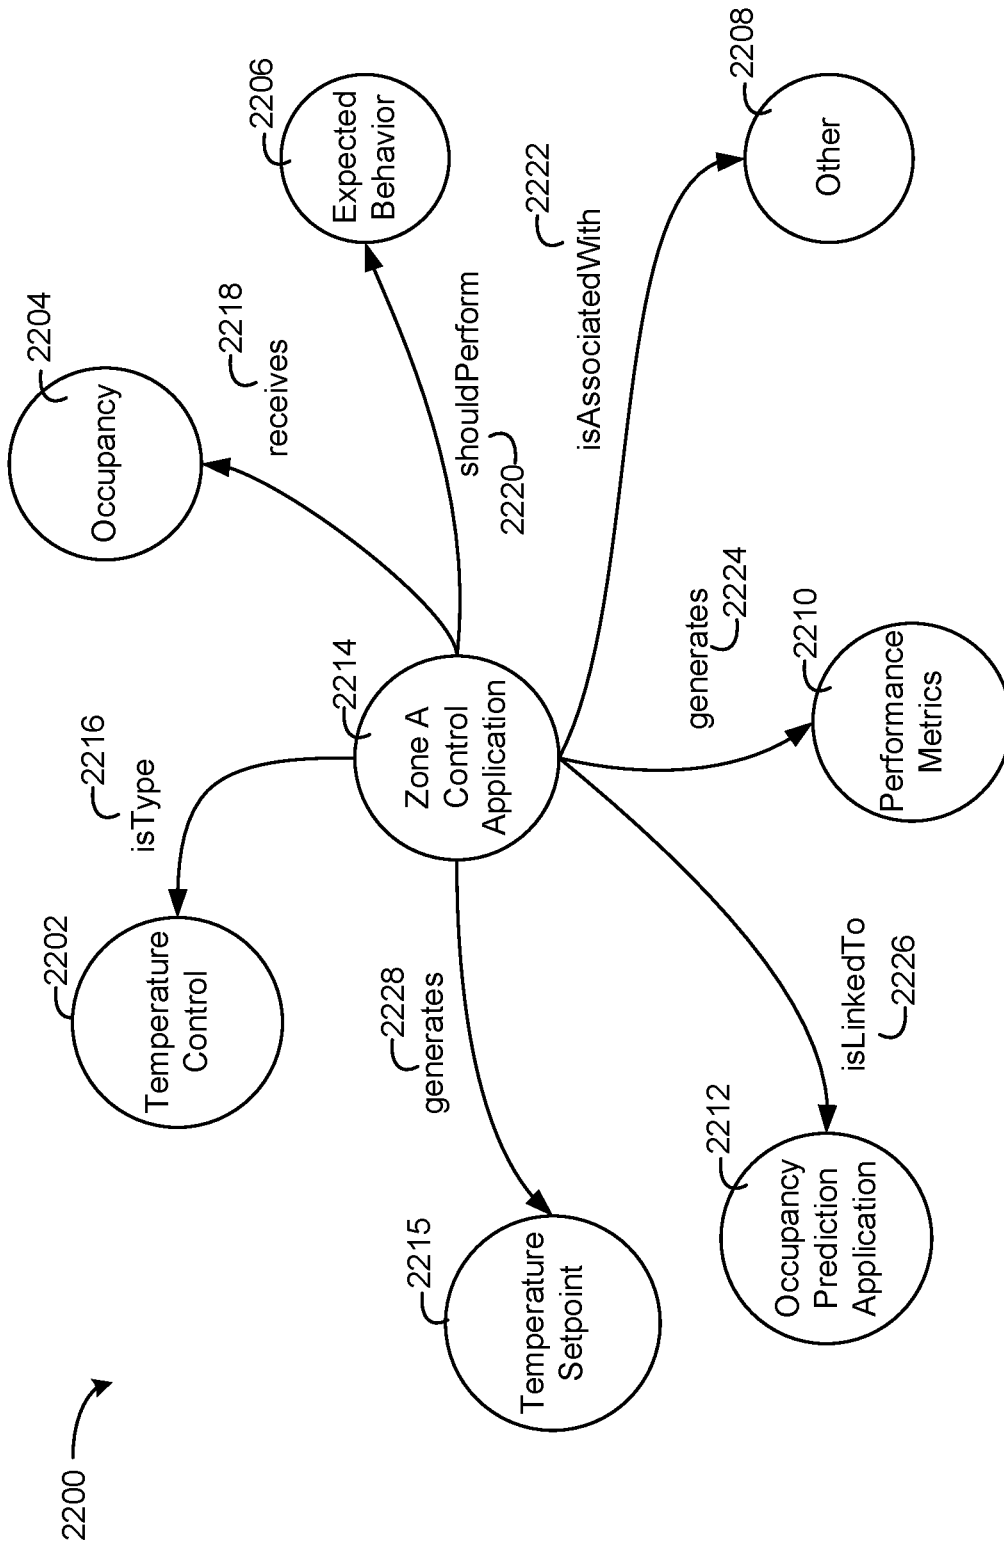 2200
2202
Temperature
Control
2216
isType
2204
Occupancy
2218
receives
2206
Expected
Behavior
2214
Zone A
Control
Application
shouldPerform
2220
2222
isAssociatedWith
2208
Other
2228
generates
2215
Temperature
Setpoint
generates
2224
2210
Performance
Metrics
isLinkedTo
2226
2212
Occupancy
Prediction
Application